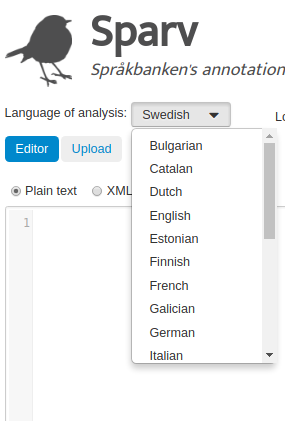 Sparv
Språkbanken's annotation
Language of analysis: Swedish
Editor Upload
Plain text XML
1
Bulgarian
Catalan
Dutch
English
Estonian
Finnish
French
Galician
German
Italian